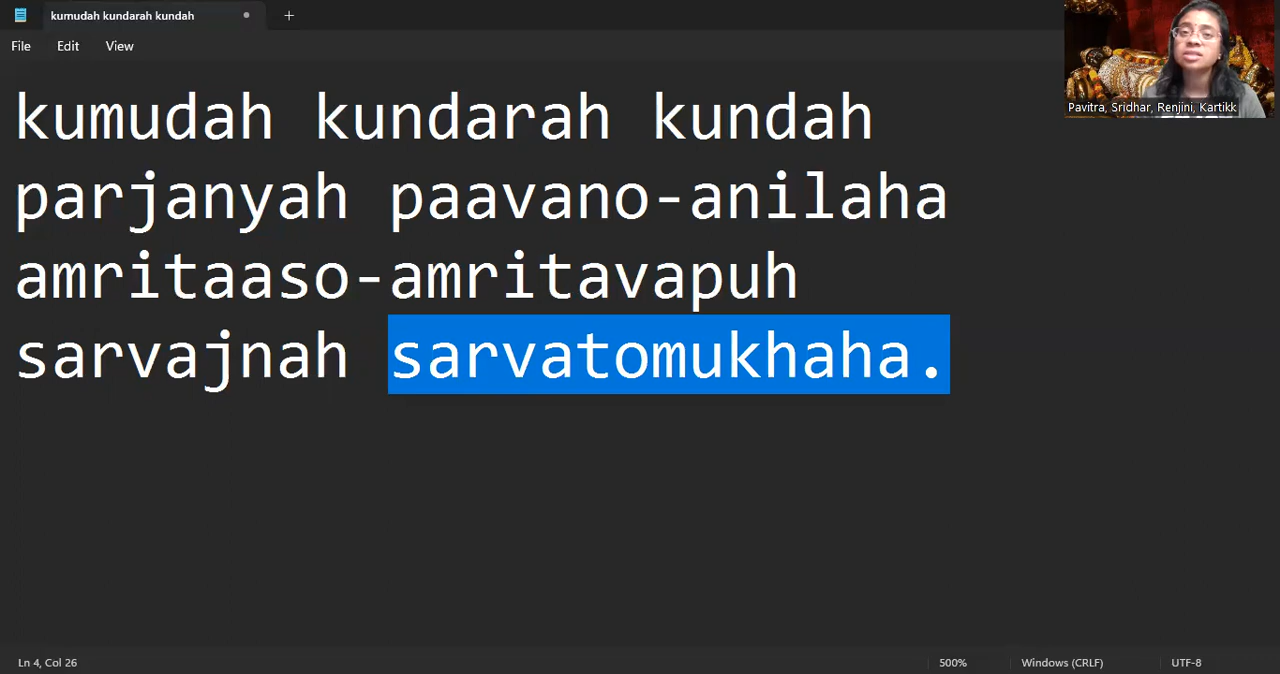 kumudah kundarah kundah
File Edit View
Pavitra, Sridhar, Renjini, Kartikk
kumudah kundarah kundah
parjanyah paavano-anilaha
amritaaso-amritavapuh
sarvajnah sarvatomukhaha.
Ln 4, Col 26 500% Windows (CRLF) UTF-8